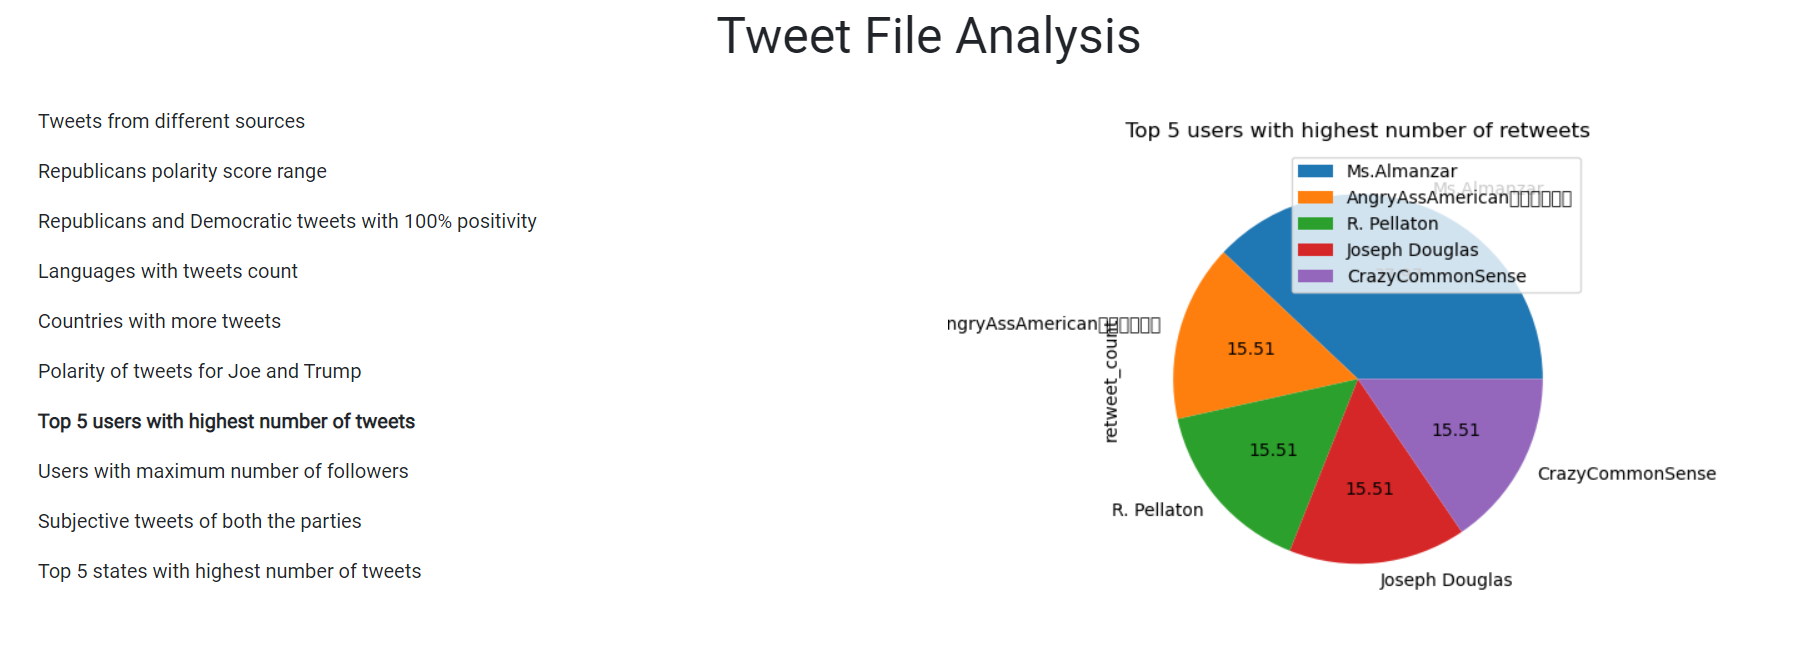 Tweet File Analysis
Tweets from different sources
Republicans polarity score range
Republicans and Democratic tweets with 100% positivity
Languages with tweets count
Countries with more tweets
Polarity of tweets for Joe and Trump
Top 5 users with highest number of tweets
Users with maximum number of followers
Subjective tweets of both the parties
Top 5 states with highest number of tweets
Top 5 users with highest number of retweets
Ms.Almanzar
AngryAssAmerican▯▯▯▯▯▯
R. Pellaton
Joseph Douglas
CrazyCommonSense
Ms.Almanzar
ngryAssAmerican▯▯▯▯▯▯
retweet_count
15.51
15.51
15.51
15.51
R. Pellaton
Joseph Douglas
CrazyCommonSense